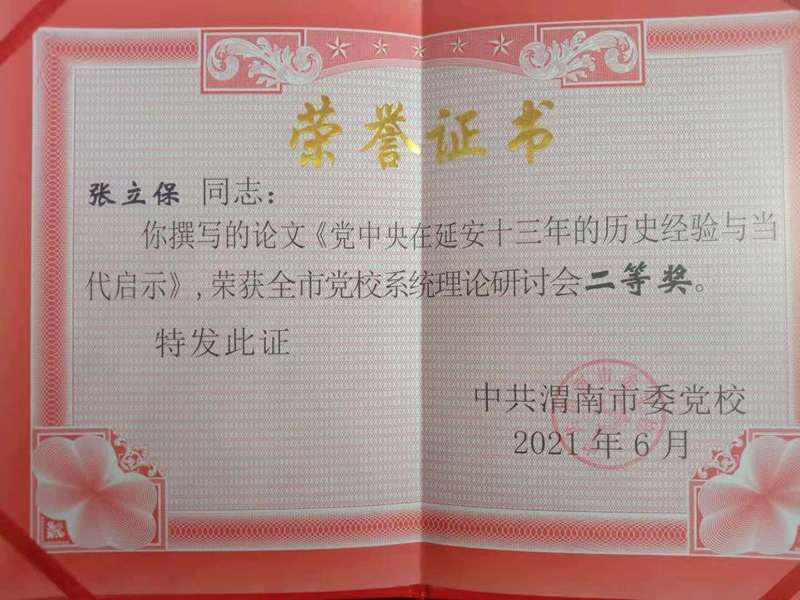 荣誉证书
张立保 同志：
你撰写的论文《党中央在延安十三年的历史经验与当
代启示》,荣获全市党校系统理论研讨会二等奖。
特发此证
中共渭南市委党校
2021年6月